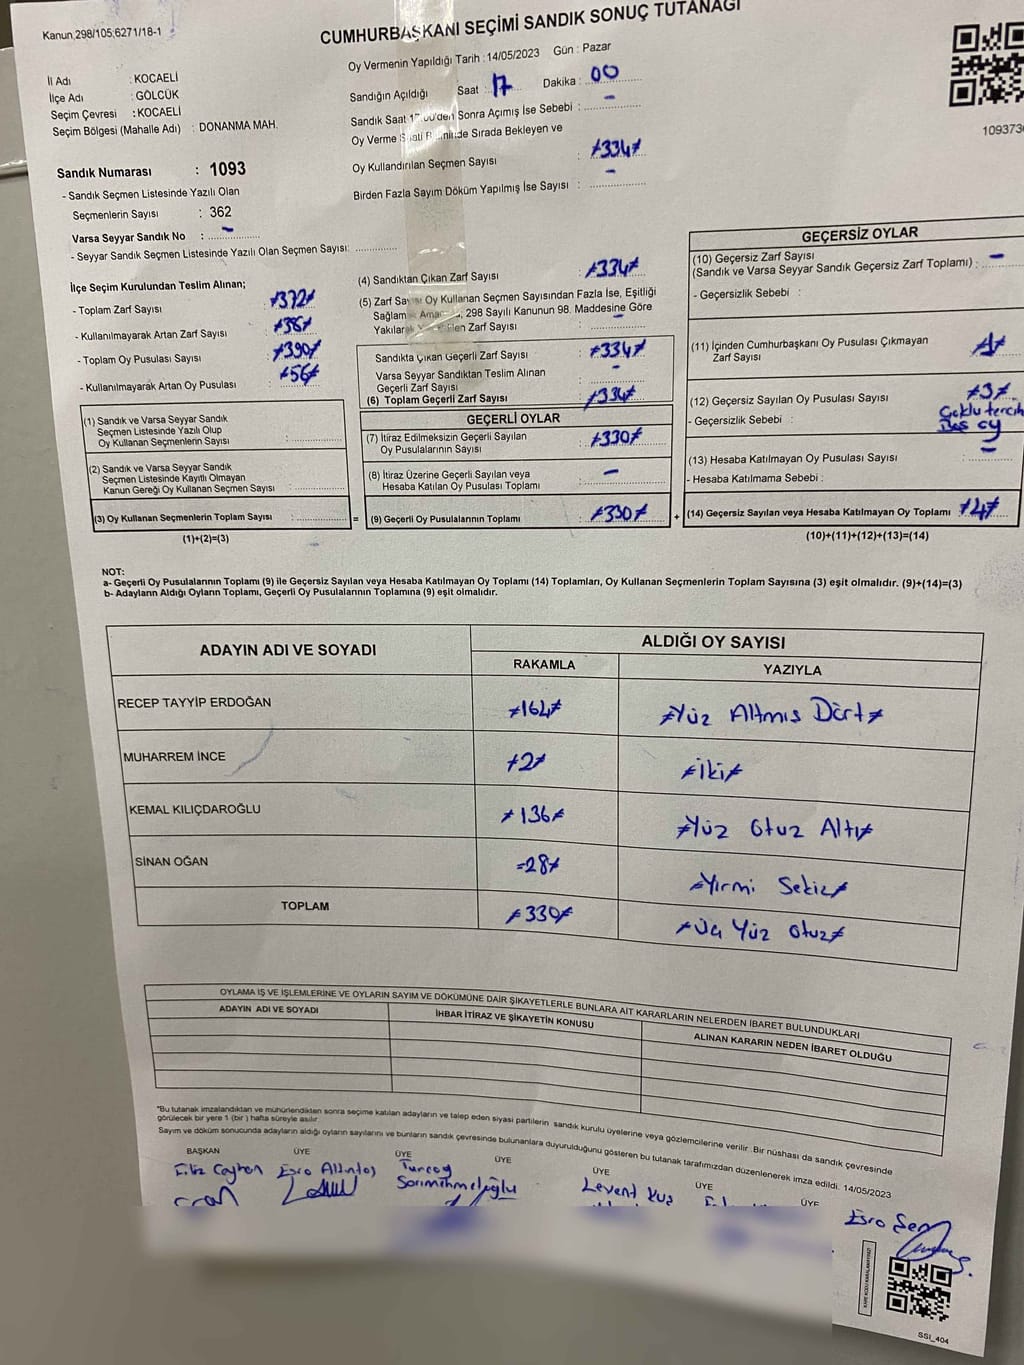 Kanun 298/105;6271/18-1
CUMHURBAŞKANI SEÇİMİ SANDIK SONUÇ TUTANAĞI
İl Adı : KOCAELİ
İlçe Adı : GÖLCÜK
Seçim Çevresi : KOCAELİ
Seçim Bölgesi (Mahalle Adı) : DONANMA MAH.
Oy Vermenin Yapıldığı Tarih : 14/05/2023 Gün : Pazar
Sandığın Açıldığı Saat : 17 Dakika : 00
Sandık Saat 17:00'den Sonra Açımış İse Sebebi : -
Oy Verme Saati Bitiminde Sırada Bekleyen ve
Oy Kullandırılan Seçmen Sayısı : ≠334≠
Birden Fazla Sayım Döküm Yapılmış İse Sayısı : -
109373
Sandık Numarası : 1093
- Sandık Seçmen Listesinde Yazılı Olan
Seçmenlerin Sayısı : 362
Varsa Seyyar Sandık No : -
- Seyyar Sandık Seçmen Listesinde Yazılı Olan Seçmen Sayısı:
İlçe Seçim Kurulundan Teslim Alınan;
- Toplam Zarf Sayısı ≠372≠
- Kullanılmayarak Artan Zarf Sayısı ≠38≠
- Toplam Oy Pusulası Sayısı ≠390≠
- Kullanılmayarak Artan Oy Pusulası ≠56≠
(1) Sandık ve Varsa Seyyar Sandık
Seçmen Listesinde Yazılı Olup
Oy Kullanan Seçmenlerin Sayısı :
(2) Sandık ve Varsa Seyyar Sandık
Seçmen Listesinde Kayıtlı Olmayan
Kanun Gereği Oy Kullanan Seçmen Sayısı :
(3) Oy Kullanan Seçmenlerin Toplam Sayısı : =
(1)+(2)=(3)
(4) Sandıktan Çıkan Zarf Sayısı : ≠334≠
(5) Zarf Sayısı Oy Kullanan Seçmen Sayısından Fazla İse, Eşitliği
Sağlamak Amacıyla, 298 Sayılı Kanunun 98. Maddesine Göre
Yakılarak Yok Edilen Zarf Sayısı : -
Sandıkta Çıkan Geçerli Zarf Sayısı : ≠334≠
Varsa Seyyar Sandıktan Teslim Alınan
Geçerli Zarf Sayısı : -
(6) Toplam Geçerli Zarf Sayısı : ≠334≠
GEÇERLİ OYLAR
(7) İtiraz Edilmeksizin Geçerli Sayılan
Oy Pusulalarının Sayısı : ≠330≠
(8) İtiraz Üzerine Geçerli Sayılan veya
Hesaba Katılan Oy Pusulası Toplamı : -
(9) Geçerli Oy Pusulalarının Toplamı : ≠330≠ +
GEÇERSİZ OYLAR
(10) Geçersiz Zarf Sayısı
(Sandık ve Varsa Seyyar Sandık Geçersiz Zarf Toplamı) : -
- Geçersizlik Sebebi :
(11) İçinden Cumhurbaşkanı Oy Pusulası Çıkmayan
Zarf Sayısı : ≠1≠
(12) Geçersiz Sayılan Oy Pusulası Sayısı : ≠3≠
- Geçersizlik Sebebi : Çoklu tercih
Boş oy
(13) Hesaba Katılmayan Oy Pusulası Sayısı : -
- Hesaba Katılmama Sebebi :
(14) Geçersiz Sayılan veya Hesaba Katılmayan Oy Toplamı : ≠4≠
(10)+(11)+(12)+(13)=(14)
NOT:
a- Geçerli Oy Pusulalarının Toplamı (9) ile Geçersiz Sayılan veya Hesaba Katılmayan Oy Toplamı (14) Toplamları, Oy Kullanan Seçmenlerin Toplam Sayısına (3) eşit olmalıdır. (9)+(14)=(3)
b- Adayların Aldığı Oyların Toplamı, Geçerli Oy Pusulalarının Toplamına (9) eşit olmalıdır.
ADAYIN ADI VE SOYADI ALDIĞI OY SAYISI
RAKAMLA YAZIYLA
RECEP TAYYİP ERDOĞAN ≠164≠ ≠Yüz Altmıs Dört≠
MUHARREM İNCE ≠2≠ ≠İki≠
KEMAL KILIÇDAROĞLU ≠136≠ ≠Yüz Otuz Altı≠
SİNAN OĞAN =28≠ ≠Yirmi Sekiz≠
TOPLAM ≠330≠ ≠Üç Yüz Otuz≠
OYLAMA İŞ VE İŞLEMLERİNE VE OYLARIN SAYIM VE DÖKÜMÜNE DAİR ŞİKAYETLERLE BUNLARA AİT KARARLARIN NELERDEN İBARET BULUNDUKLARI
ADAYIN ADI VE SOYADI İHBAR İTİRAZ VE ŞİKAYETİN KONUSU ALINAN KARARIN NEDEN İBARET OLDUĞU
*Bu tutanak imzalandıktan ve mühürlendikten sonra seçime katılan adayların ve talep eden siyasi partilerin sandık kurulu üyelerine veya gözlemcilerine verilir. Bir nüshası da sandık çevresinde
görülecek bir yere 1 (bir ) hafta süreyle asılır.
Sayım ve döküm sonucunda adayların aldığı oyların sayılarını ve bunların sandık çevresinde bulunanlara duyurulduğunu gösteren bu tutanak tarafımızdan düzenlenerek imza edildi. 14/05/2023
BAŞKAN ÜYE ÜYE ÜYE ÜYE ÜYE ÜYE
Filiz Ceyhan Esra Altıntaş Tuncay Sarımehmetoğlu Levent Kuş Esra Şen
KARE KODU KARALAMAYINIZ!
SSI_404